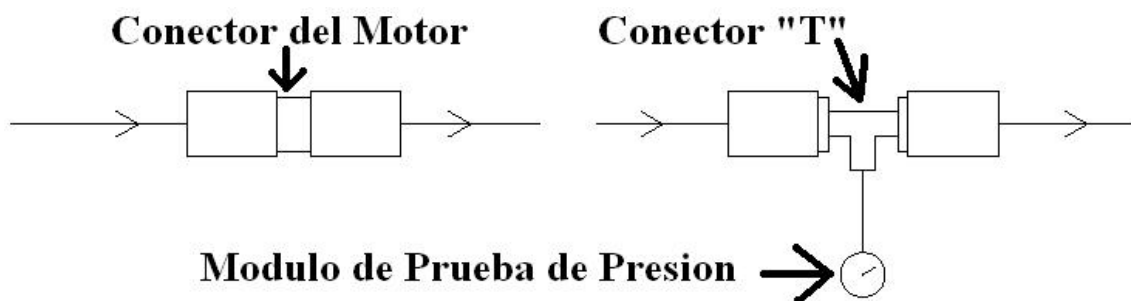 Conector del Motor
Conector "T"
Modulo de Prueba de Presion